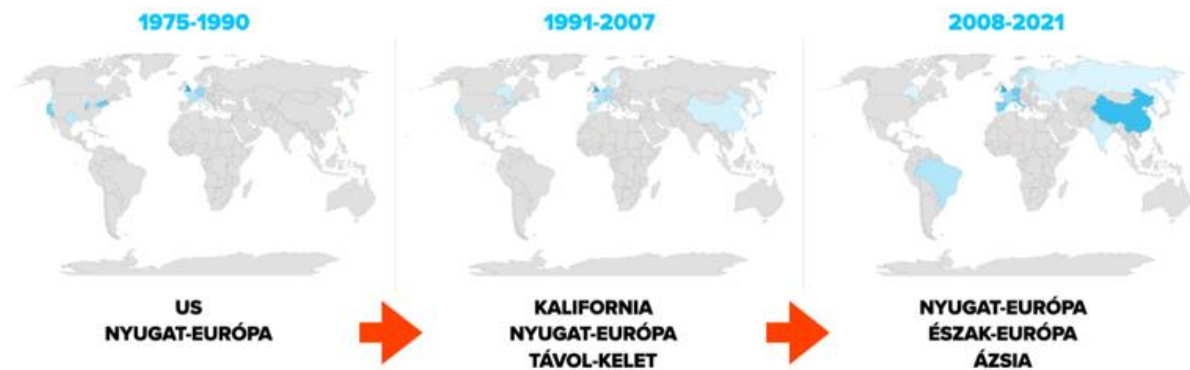 1975-1990
1991-2007
2008-2021
US
NYUGAT-EURÓPA
KALIFORNIA
NYUGAT-EURÓPA
TÁVOL-KELET
NYUGAT-EURÓPA
ÉSZAK-EURÓPA
ÁZSIA